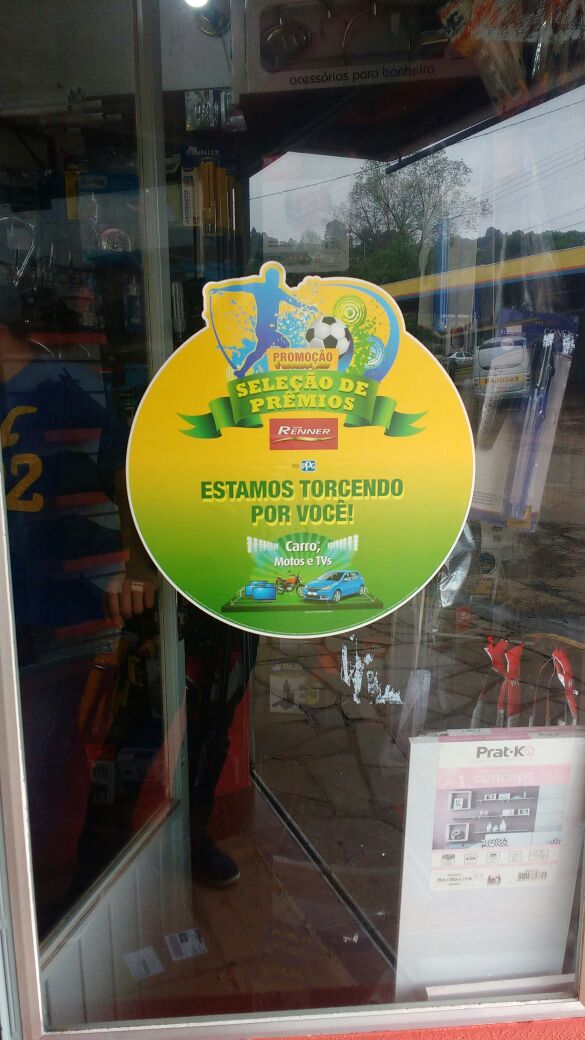 acessórios para banheiro
PROMOÇÃO
SELEÇÃO DE
PRÊMIOS
RENNER
by PPG
ESTAMOS TORCENDO
POR VOCÊ!
Carro,
Motos e TVs
2
Prat-K
concept